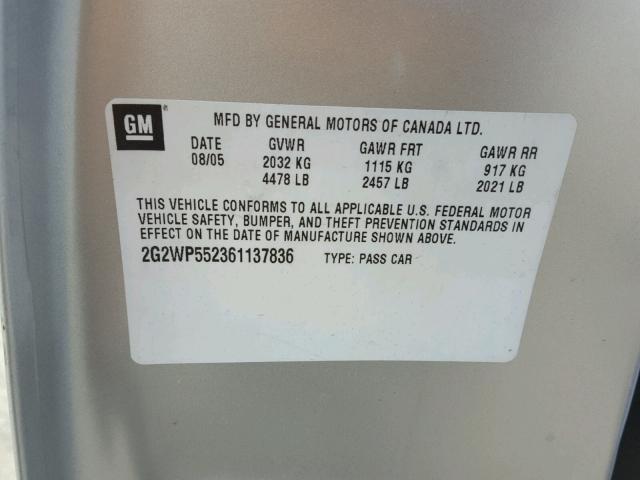 GM
MFD BY GENERAL MOTORS OF CANADA LTD.
DATE GVWR GAWR FRT GAWR RR
08/05 2032 KG 1115 KG 917 KG
4478 LB 2457 LB 2021 LB
THIS VEHICLE CONFORMS TO ALL APPLICABLE U.S. FEDERAL MOTOR
VEHICLE SAFETY, BUMPER, AND THEFT PREVENTION STANDARDS IN
EFFECT ON THE DATE OF MANUFACTURE SHOWN ABOVE.
2G2WP552361137836 TYPE: PASS CAR